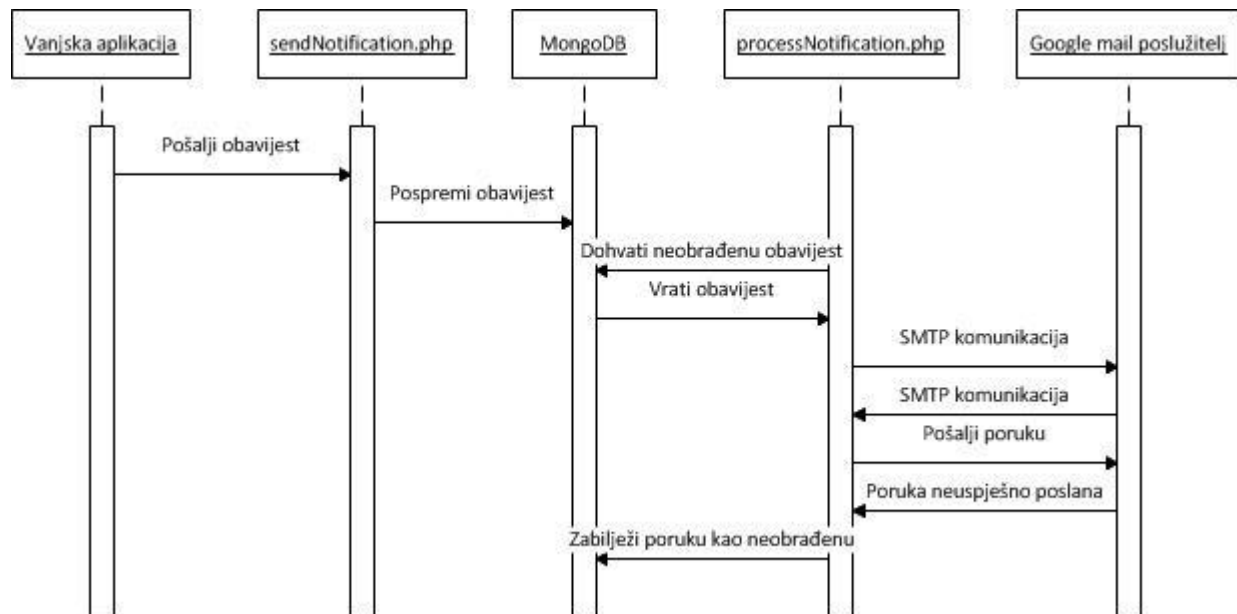 Vanjska aplikacija
sendNotification.php
MongoDB
processNotification.php
Google mail poslužitelj
Pošalji obavijest
Pospremi obavijest
Dohvati neobrađenu obavijest
Vrati obavijest
SMTP komunikacija
SMTP komunikacija
Pošalji poruku
Poruka neuspješno poslana
Zabilježi poruku kao neobrađenu